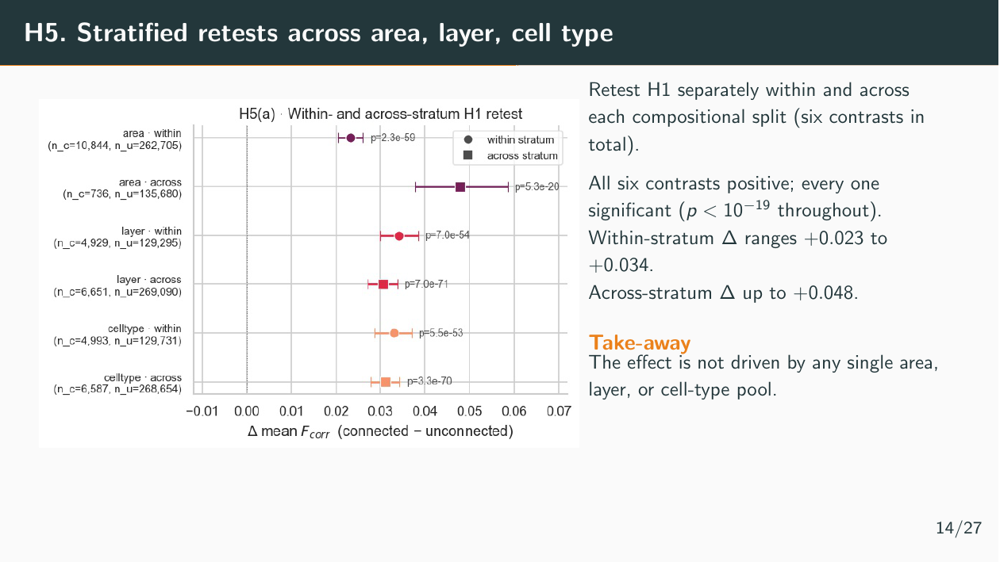 H5. Stratified retests across area, layer, cell type
H5(a) · Within- and across-stratum H1 retest
area · within
(n_c=10,844, n_u=262,705)
p=2.3e-59
within stratum
across stratum
area · across
(n_c=736, n_u=135,680)
p=5.3e-20
layer · within
(n_c=4,929, n_u=129,295)
p=7.0e-54
layer · across
(n_c=6,651, n_u=269,090)
p=7.0e-71
celltype · within
(n_c=4,993, n_u=129,731)
p=5.5e-53
celltype · across
(n_c=6,587, n_u=268,654)
p=3.3e-70
−0.01 0.00 0.01 0.02 0.03 0.04 0.05 0.06 0.07
Δ mean F_corr (connected − unconnected)
Retest H1 separately within and across
each compositional split (six contrasts in
total).
All six contrasts positive; every one
significant (p < 10⁻¹⁹ throughout).
Within-stratum Δ ranges +0.023 to
+0.034.
Across-stratum Δ up to +0.048.
Take-away
The effect is not driven by any single area,
layer, or cell-type pool.
14/27